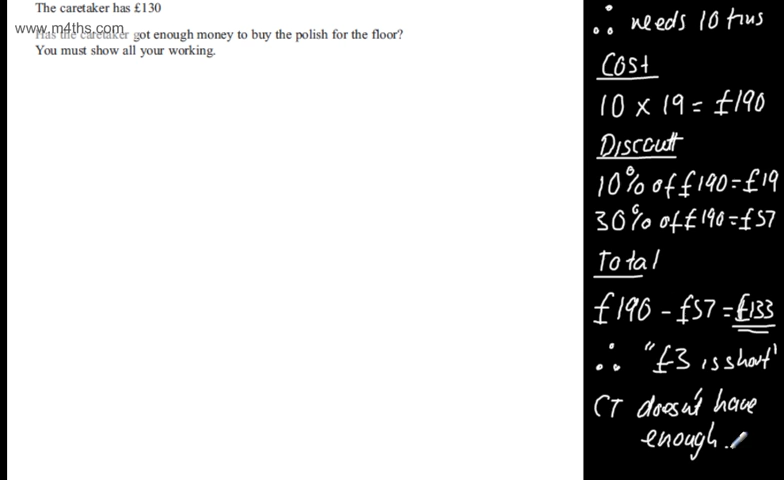 The caretaker has £130
www.m4ths.com
Has the caretaker got enough money to buy the polish for the floor?
You must show all your working.
∴ needs 10 tins
Cost
10 x 19 = £190
Discount
10% of £190 = £19
30% of £190 = £57
Total
£190 - £57 = £133
∴ "£3 is short"
CT doesn't have
enough.